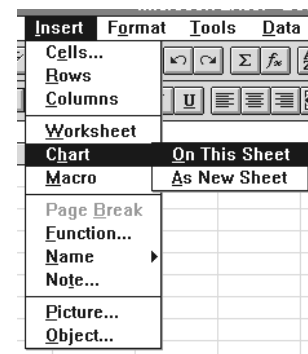 Insert Format Tools Data
Cells...
Rows
Columns
Worksheet
Chart On This Sheet
As New Sheet
Macro
Page Break
Function...
Name
Note...
Picture...
Object...